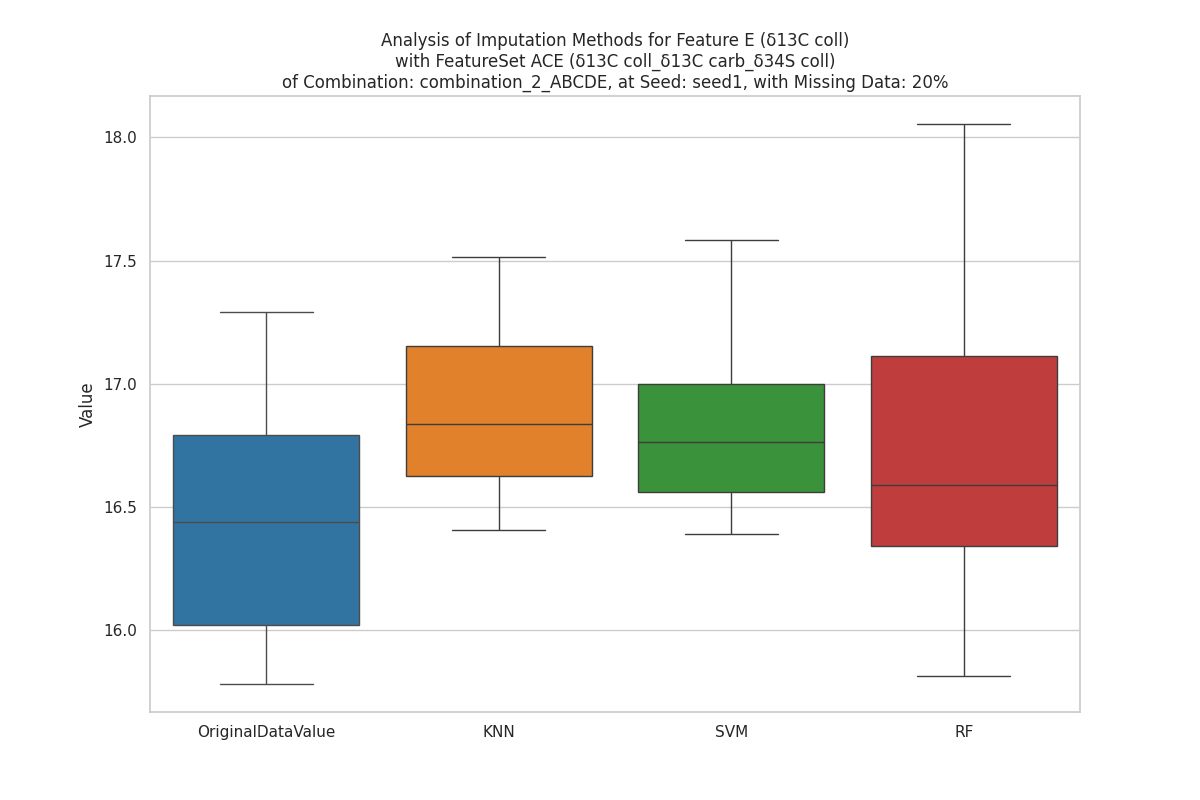 Analysis of Imputation Methods for Feature E (δ13C coll)
with FeatureSet ACE (δ13C coll_δ13C carb_δ34S coll)
of Combination: combination_2_ABCDE, at Seed: seed1, with Missing Data: 20%
18.0
17.5
17.0
16.5
16.0
Value
OriginalDataValue
KNN
SVM
RF